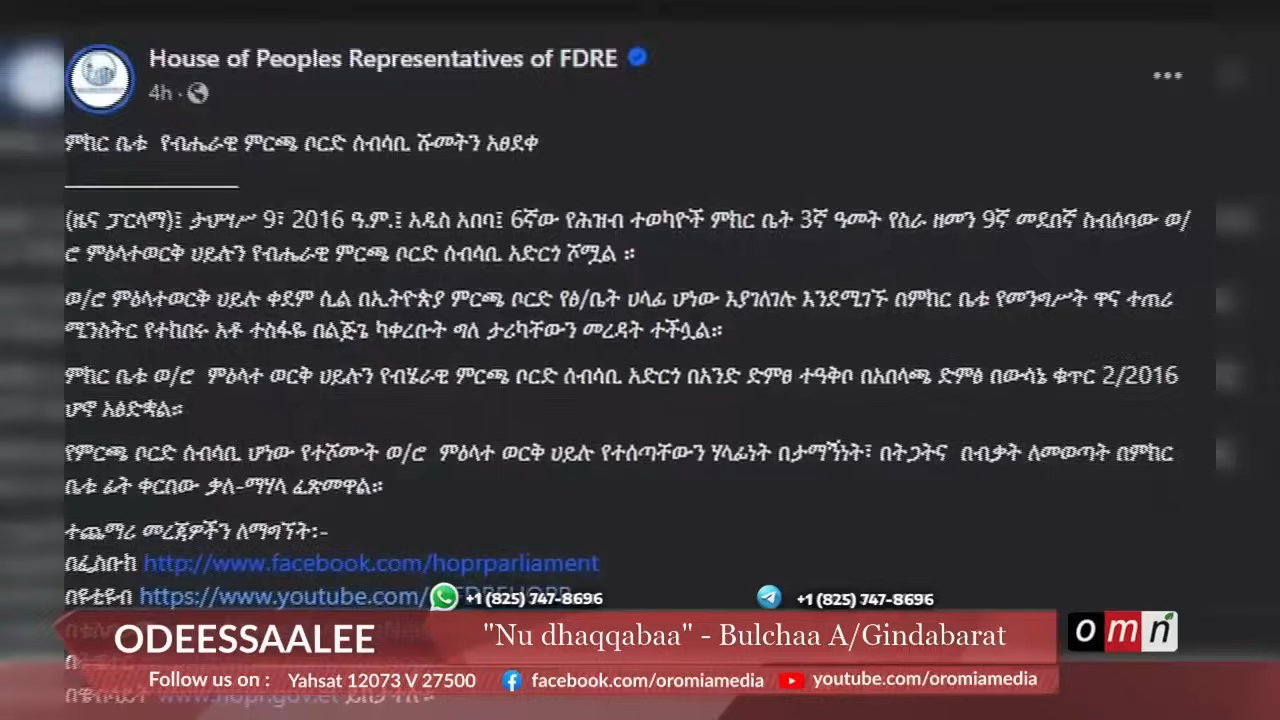 House of Peoples Representatives of FDRE
4h ·
ምክር ቤቱ የብሔራዊ ምርጫ ቦርድ ሰብሳቢ ሹመትን አፀደቀ
(ዜና ፓርላማ)፤ ታህሣሥ 9፣ 2016 ዓ.ም.፤ አዲስ አበባ፤ 6ኛው የሕዝብ ተወካዮች ምክር ቤት 3ኛ ዓመት የስራ ዘመን 9ኛ መደበኛ ስብሰባው ወ/
ሮ ምዕላተወርቅ ሀይሉን የብሔራዊ ምርጫ ቦርድ ሰብሳቢ አድርጎ ሾሟል ።
ወ/ሮ ምዕላተወርቅ ሀይሉ ቀደም ሲል በኢትዮጵያ ምርጫ ቦርድ የፅ/ቤት ሀላፊ ሆነው እያገለገሉ እንደሚገኙ በምክር ቤቱ የመንግሥት ዋና ተጠሪ
ሚንስትር የተከበሩ አቶ ተስፋዬ በልጅጌ ካቀረቡት ግለ ታሪካቸውን መረዳት ተችሏል።
ምክር ቤቱ ወ/ሮ ምዕላተ ወርቅ ሀይሉን የብሄራዊ ምርጫ ቦርድ ሰብሳቢ አድርጎ በአንድ ድምፀ ተዓቅቦ በአበላጫ ድምፅ በውሳኔ ቁጥር 2/2016
ሆኖ አፅድቋል።
የምርጫ ቦርድ ሰብሳቢ ሆነው የተሾሙት ወ/ሮ ምዕላተ ወርቅ ሀይሉ የተሰጣቸውን ሃላፊነት በታማኝነት፣ በትጋትና በብቃት ለመወጣት በምክር
ቤቱ ፊት ቀርበው ቃለ-ማሃላ ፈጽመዋል።
ተጨማሪ መረጃዎችን ለማግኘት፡-
በፌስቡክ http://www.facebook.com/hoprparliament
በዩቲዩብ https://www.youtube.com/
+1 (825) 747-8696
+1 (825) 747-8696
ODEESSAALEE
"Nu dhaqqabaa" - Bulchaa A/Gindabarat
omn
Follow us on : Yahsat 12073 V 27500 facebook.com/oromiamedia youtube.com/oromiamedia
www.hopr.gov.et